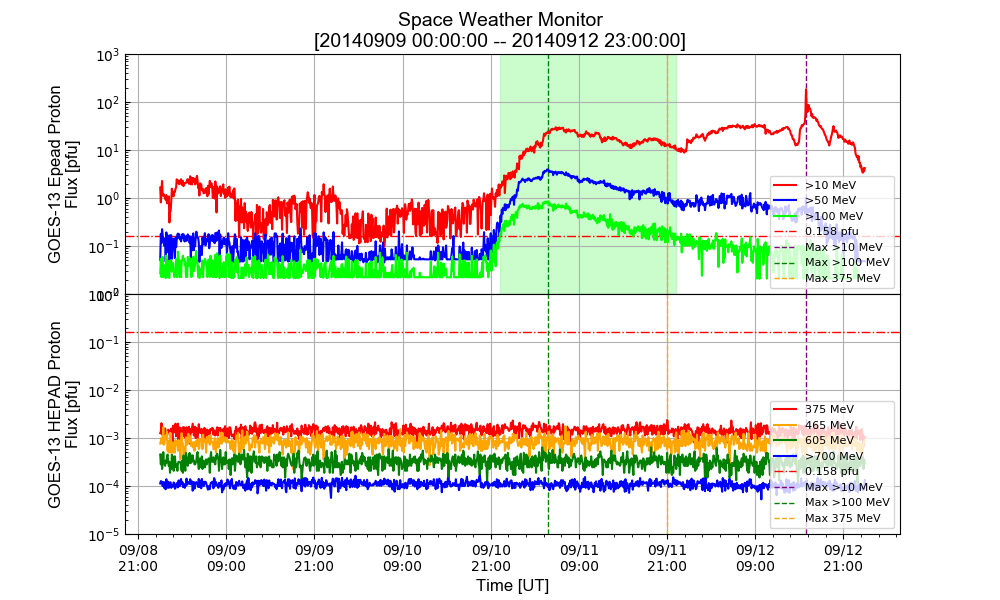 Space Weather Monitor
[20140909 00:00:00 -- 20140912 23:00:00]
GOES-13 Epead Proton
Flux [pfu]
10³
10²
10¹
10⁰
10⁻¹
>10 MeV
>50 MeV
>100 MeV
0.158 pfu
Max >10 MeV
Max >100 MeV
Max 375 MeV
GOES-13 HEPAD Proton
Flux [pfu]
10⁰
10⁻¹
10⁻²
10⁻³
10⁻⁴
10⁻⁵
375 MeV
465 MeV
605 MeV
>700 MeV
0.158 pfu
Max >10 MeV
Max >100 MeV
Max 375 MeV
09/08 09/09 09/09 09/10 09/10 09/11 09/11 09/12 09/12
21:00 09:00 21:00 09:00 21:00 09:00 21:00 09:00 21:00
Time [UT]